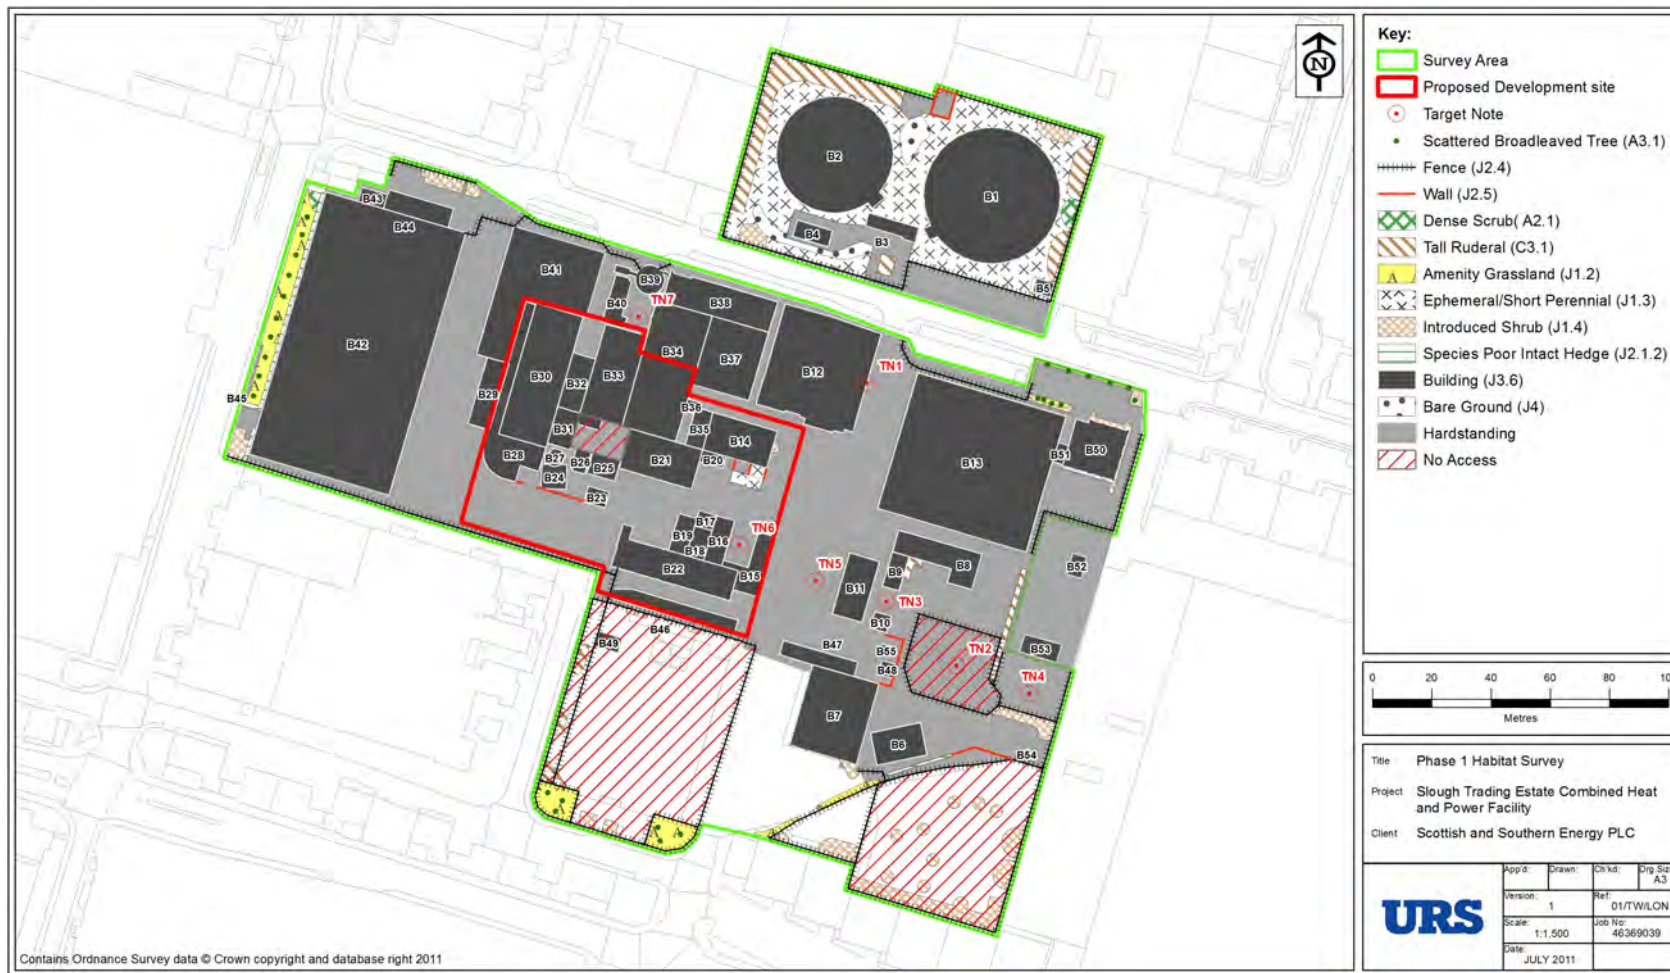 N
B2
B1
B4
B3
B5
B43
B44
B41
B39
B40
TN7
B38
B42
B34
B37
B12
TN1
B30
B32
B33
B29
B45
B36
B35
B14
B13
B51
B50
B31
B28
B27
B26
B25
B24
B21
B20
B23
B17
B19
B16
B18
TN6
B22
B15
TN5
B11
B9
B8
B52
TN3
B10
B46
B49
B47
B55
B48
TN2
B53
TN4
B7
B6
B54
A
A
A
A
A
A
Contains Ordnance Survey data © Crown copyright and database right 2011
Key:
Survey Area
Proposed Development site
Target Note
Scattered Broadleaved Tree (A3.1)
Fence (J2.4)
Wall (J2.5)
Dense Scrub( A2.1)
Tall Ruderal (C3.1)
A Amenity Grassland (J1.2)
Ephemeral/Short Perennial (J1.3)
Introduced Shrub (J1.4)
Species Poor Intact Hedge (J2.1.2)
Building (J3.6)
Bare Ground (J4)
Hardstanding
No Access
0 20 40 60 80 10
Metres
Title Phase 1 Habitat Survey
Project Slough Trading Estate Combined Heat
and Power Facility
Client Scottish and Southern Energy PLC
URS
App'd: Drawn: Ch'kd: Drg Siz
A3
Version: 1 Ref: 01/TW/LON
Scale: 1:1,500 Job No: 46369039
Date:
JULY 2011